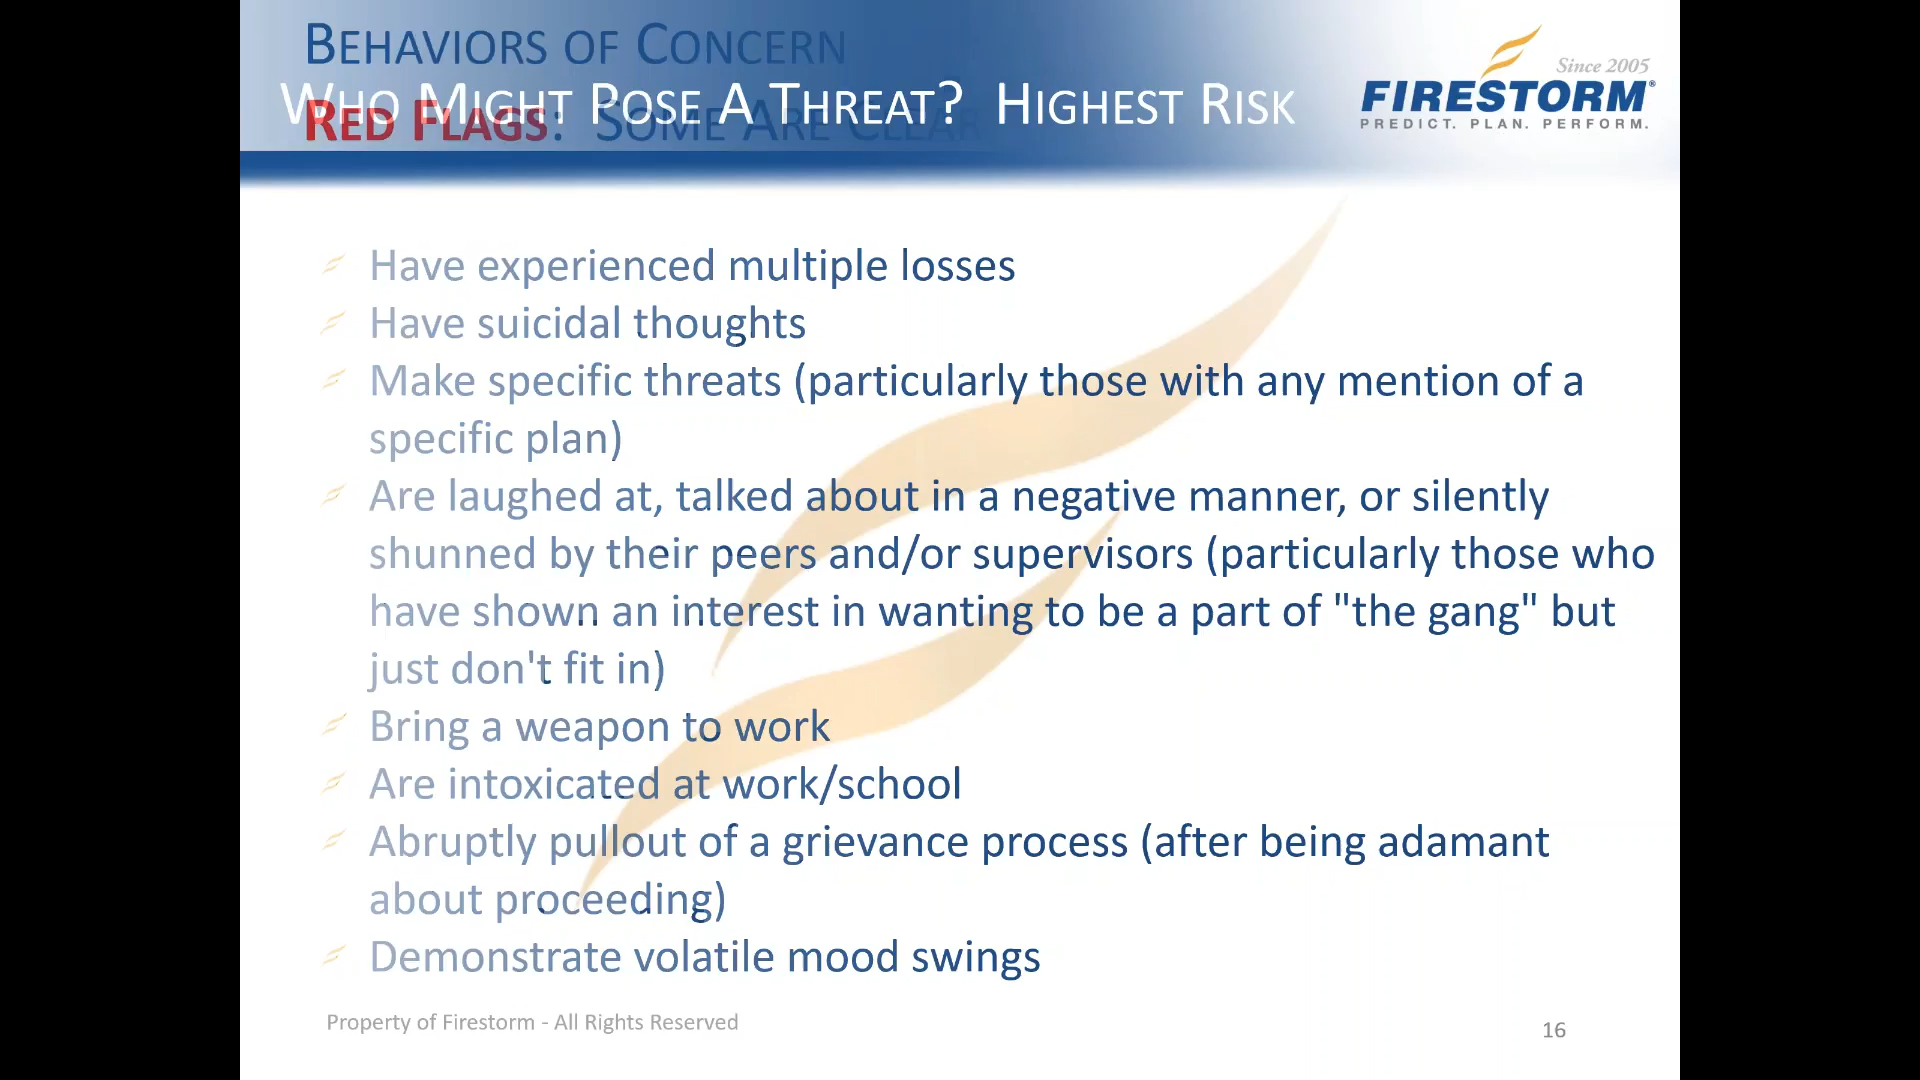 BEHAVIORS OF CONCERN
WHO MIGHT POSE A THREAT? HIGHEST RISK
RED FLAGS: SOME ARE CLEAR
Since 2005
FIRESTORM®
PREDICT. PLAN. PERFORM.
Have experienced multiple losses
Have suicidal thoughts
Make specific threats (particularly those with any mention of a
specific plan)
Are laughed at, talked about in a negative manner, or silently
shunned by their peers and/or supervisors (particularly those who
have shown an interest in wanting to be a part of "the gang" but
just don't fit in)
Bring a weapon to work
Are intoxicated at work/school
Abruptly pullout of a grievance process (after being adamant
about proceeding)
Demonstrate volatile mood swings
Property of Firestorm - All Rights Reserved
16